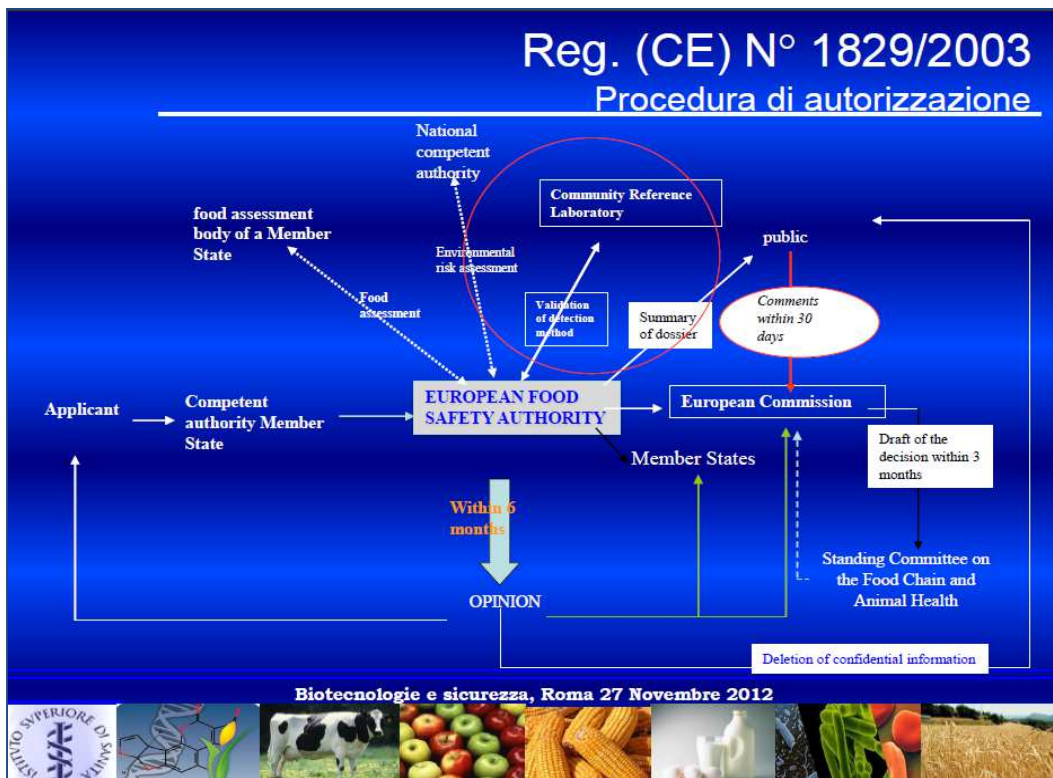 Reg. (CE) N° 1829/2003
Procedura di autorizzazione
National
competent
authority
Community Reference
Laboratory
food assessment
body of a Member
State
public
Environmental
risk assessment
Food
assessment
Validation
of detection
method
Summary
of dossier
Comments
within 30
days
Applicant
Competent
authority Member
State
EUROPEAN FOOD
SAFETY AUTHORITY
European Commission
Member States
Draft of the
decision within 3
months
Within 6
months
Standing Committee on
the Food Chain and
Animal Health
OPINION
Deletion of confidential information
Biotecnologie e sicurezza, Roma 27 Novembre 2012
ISTITVTO SVPERIORE DI SANITA